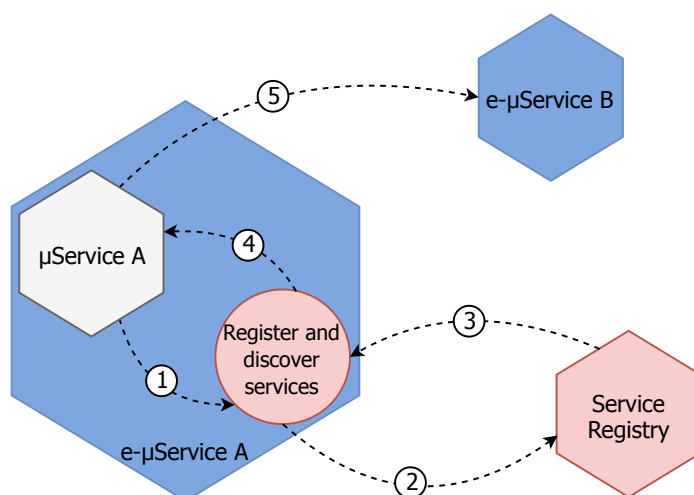 5
e-µService B
µService A
4
Register and
discover
services
3
1
Service
Registry
e-µService A
2